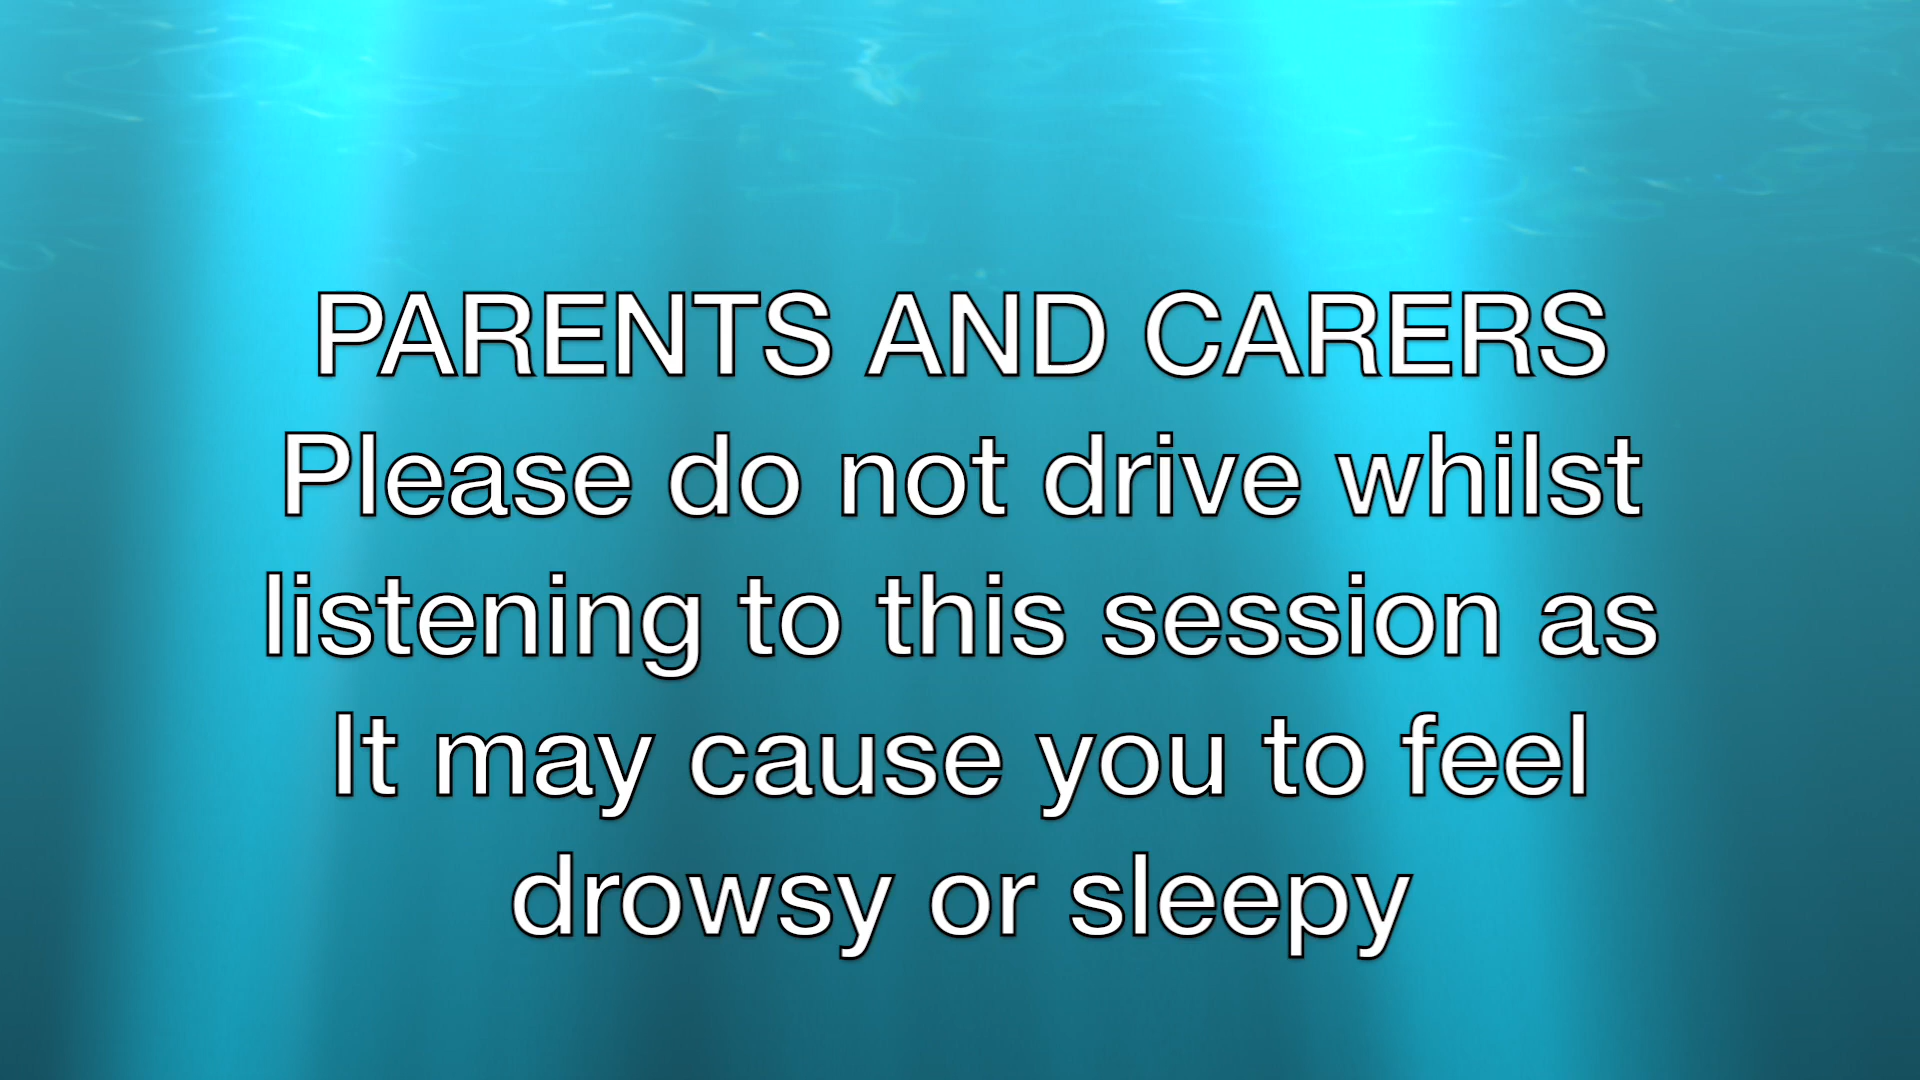 PARENTS AND CARERS
Please do not drive whilst
listening to this session as
It may cause you to feel
drowsy or sleepy